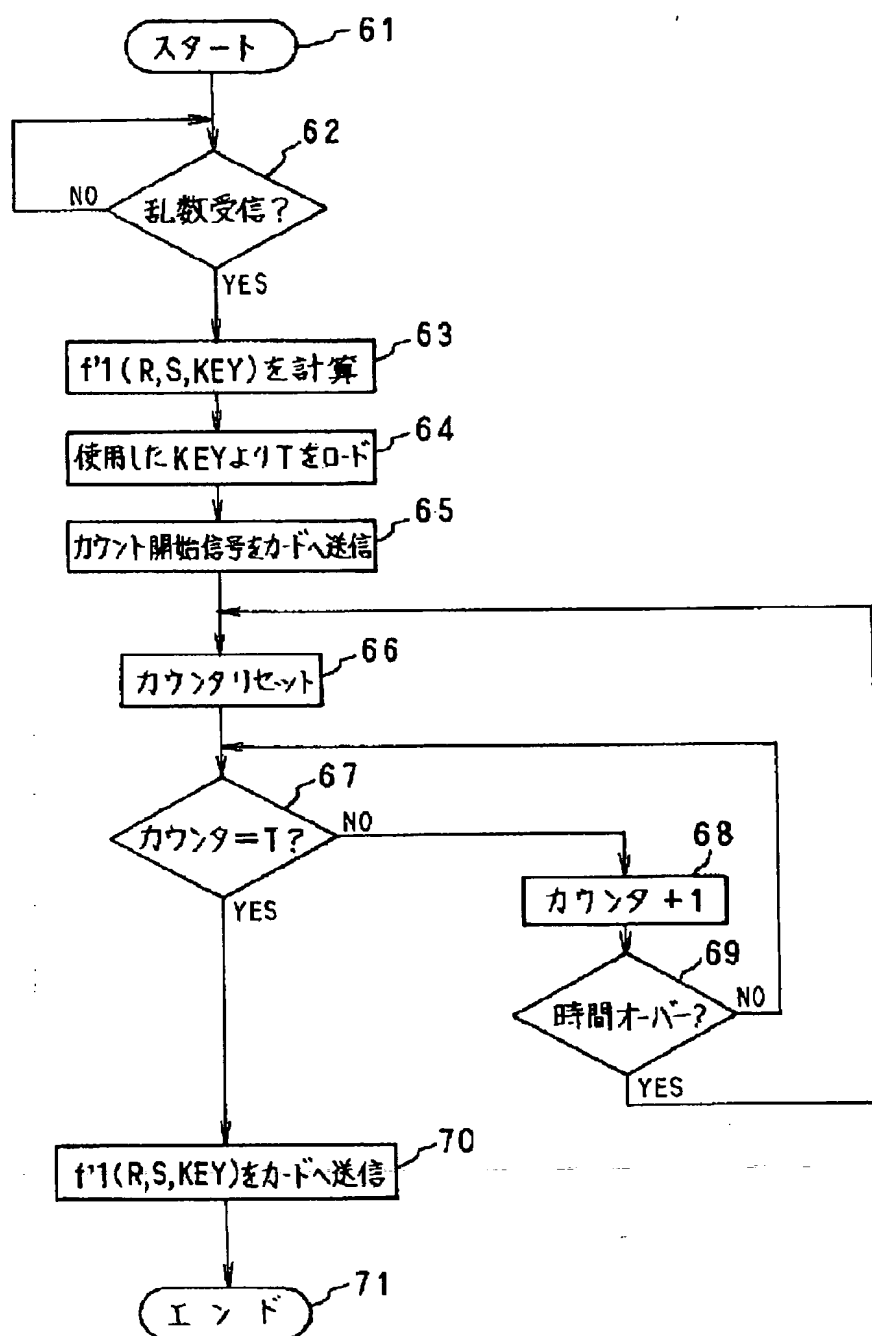 スタート
61
62
乱数受信?
NO
YES
63
f'1(R,S,KEY)を計算
64
使用したKEYよりTをロード
65
カウント開始信号をカードへ送信
66
カウンタリセット
67
カウンタ=T?
NO
YES
68
カウンタ +1
69
時間オーバー?
NO
YES
70
f'1(R,S,KEY)をカードへ送信
71
エンド